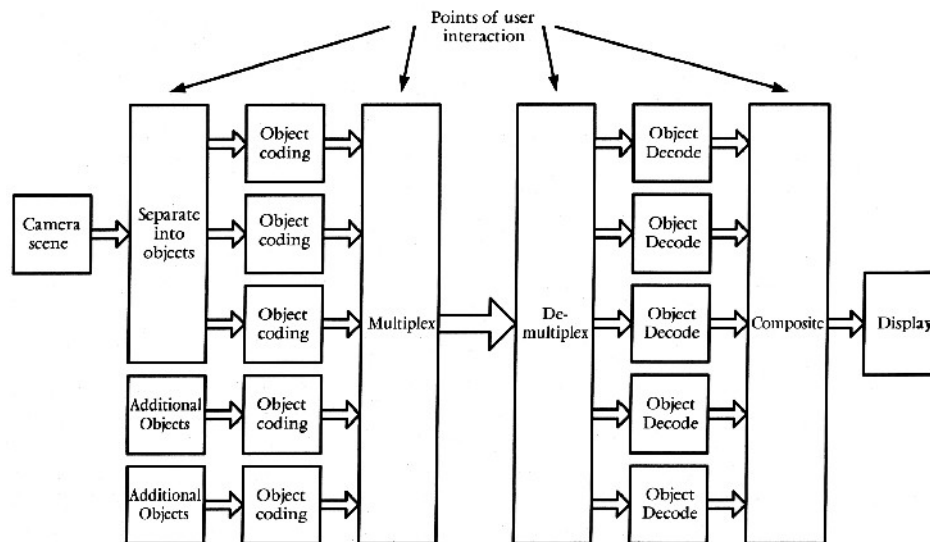 Points of user
interaction
Camera
scene
Separate
into
objects
Object
coding
Object
coding
Object
coding
Additional
Objects
Object
coding
Additional
Objects
Object
coding
Multiplex
De-
multiplex
Object
Decode
Object
Decode
Object
Decode
Object
Decode
Object
Decode
Composite
Display